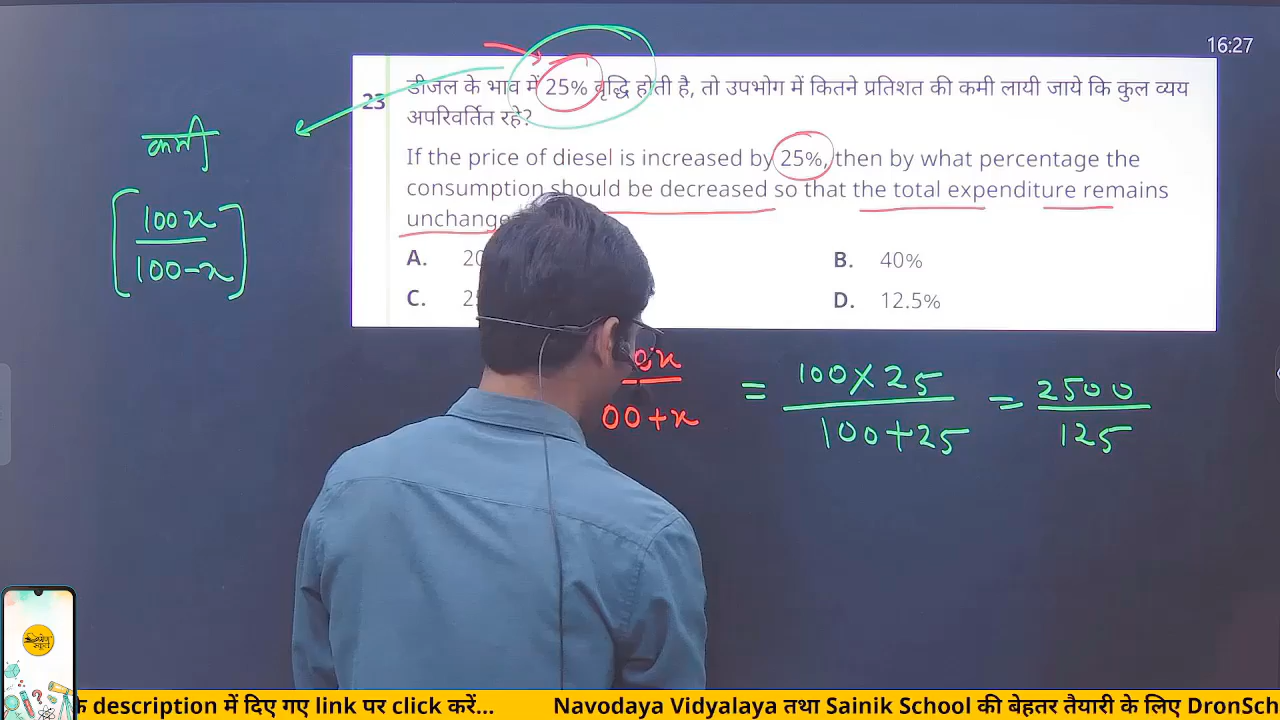 16:27
23
डीजल के भाव में 25% वृद्धि होती है, तो उपभोग में कितने प्रतिशत की कमी लायी जाये कि कुल व्यय
अपरिवर्तित रहे?
If the price of diesel is increased by 25%, then by what percentage the
consumption should be decreased so that the total expenditure remains
A.
B. 40%
C.
D. 12.5%
कमी
[100x
100-x]
x
00+x
= 100×25
100+25
= 2500
125
description में दिए गए link पर click करें... Navodaya Vidyalaya तथा Sainik School की बेहतर तैयारी के लिए